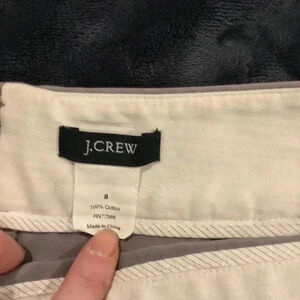 J.CREW
8
100% Cotton
RN77388
Made in China